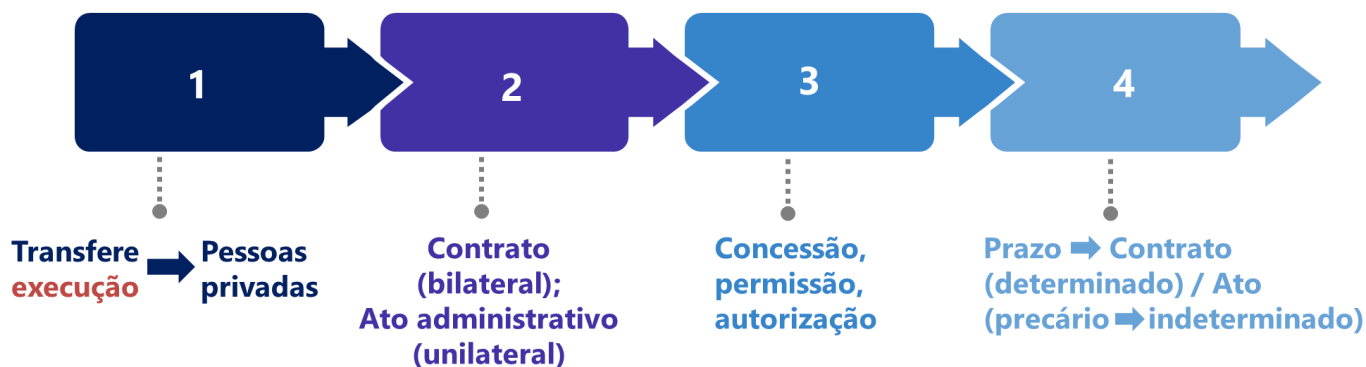 1
2
3
4
Transfere
execução
Pessoas
privadas
Contrato
(bilateral);
Ato administrativo
(unilateral)
Concessão,
permissão,
autorização
Prazo ➡ Contrato
(determinado) / Ato
(precário ➡ indeterminado)